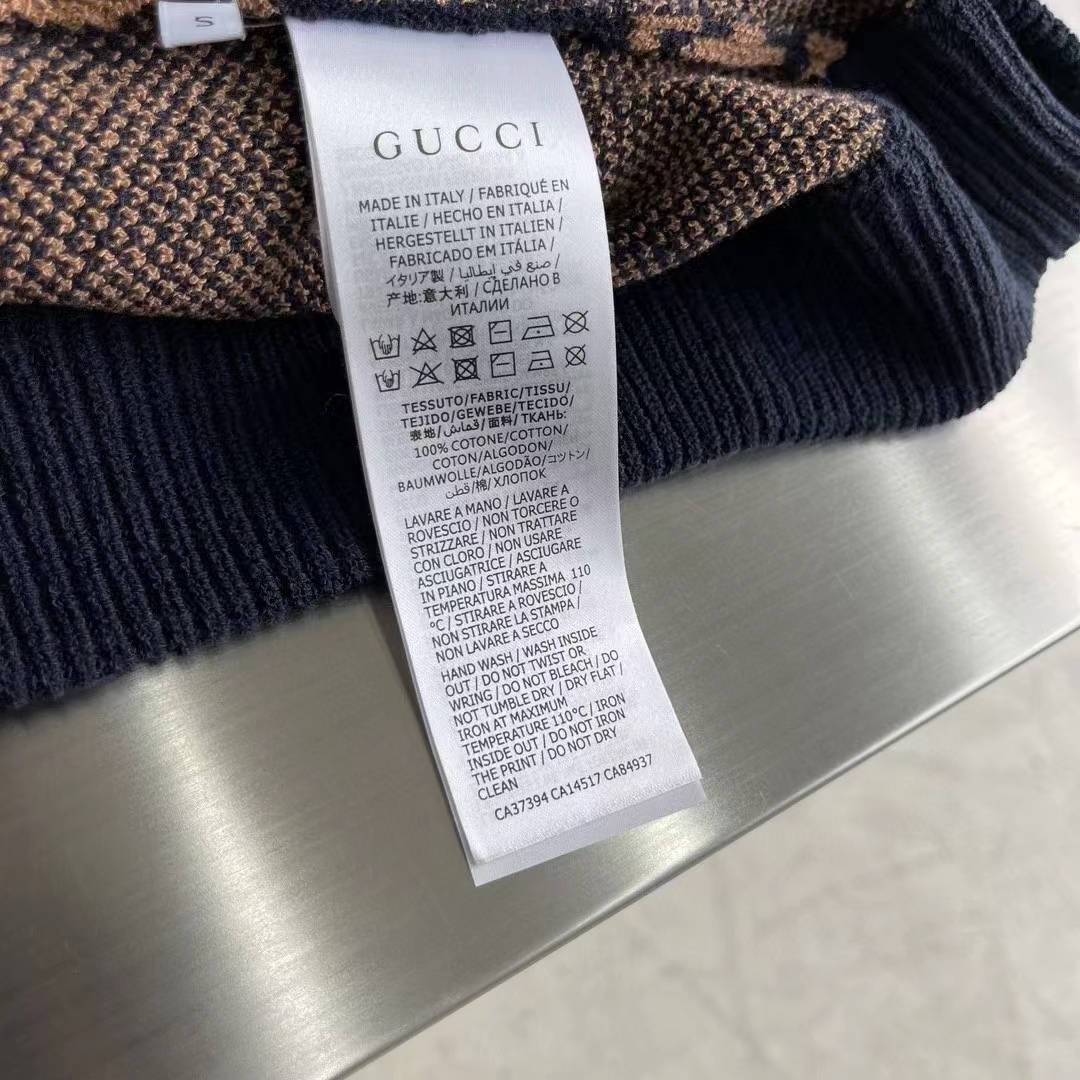 S
GUCCI
MADE IN ITALY / FABRIQUÉ EN
ITALIE / HECHO EN ITALIA /
HERGESTELLT IN ITALIEN /
FABRICADO EM ITÁLIA /
イタリア製 / صنع في إيطاليا /
产地:意大利 / СДЕЛАНО В
ИТАЛИИ
TESSUTO/FABRIC/TISSU/
TEJIDO/GEWEBE/TECIDO/
表地/قماش/面料/ТКАНЬ:
100% COTONE/COTTON/
COTON/ALGODON/
BAUMWOLLE/ALGODÃO/コットン/
قطن/棉/ХЛОПОК
LAVARE A MANO / LAVARE A
ROVESCIO / NON TORCERE O
STRIZZARE / NON TRATTARE
CON CLORO / NON USARE
ASCIUGATRICE / ASCIUGARE
IN PIANO / STIRARE A
TEMPERATURA MASSIMA 110
°C / STIRARE A ROVESCIO /
NON STIRARE LA STAMPA /
NON LAVARE A SECCO
HAND WASH / WASH INSIDE
OUT / DO NOT TWIST OR
WRING / DO NOT BLEACH / DO
NOT TUMBLE DRY / DRY FLAT /
IRON AT MAXIMUM
TEMPERATURE 110°C / IRON
INSIDE OUT / DO NOT IRON
THE PRINT / DO NOT DRY
CLEAN
CA37394 CA14517 CA84937